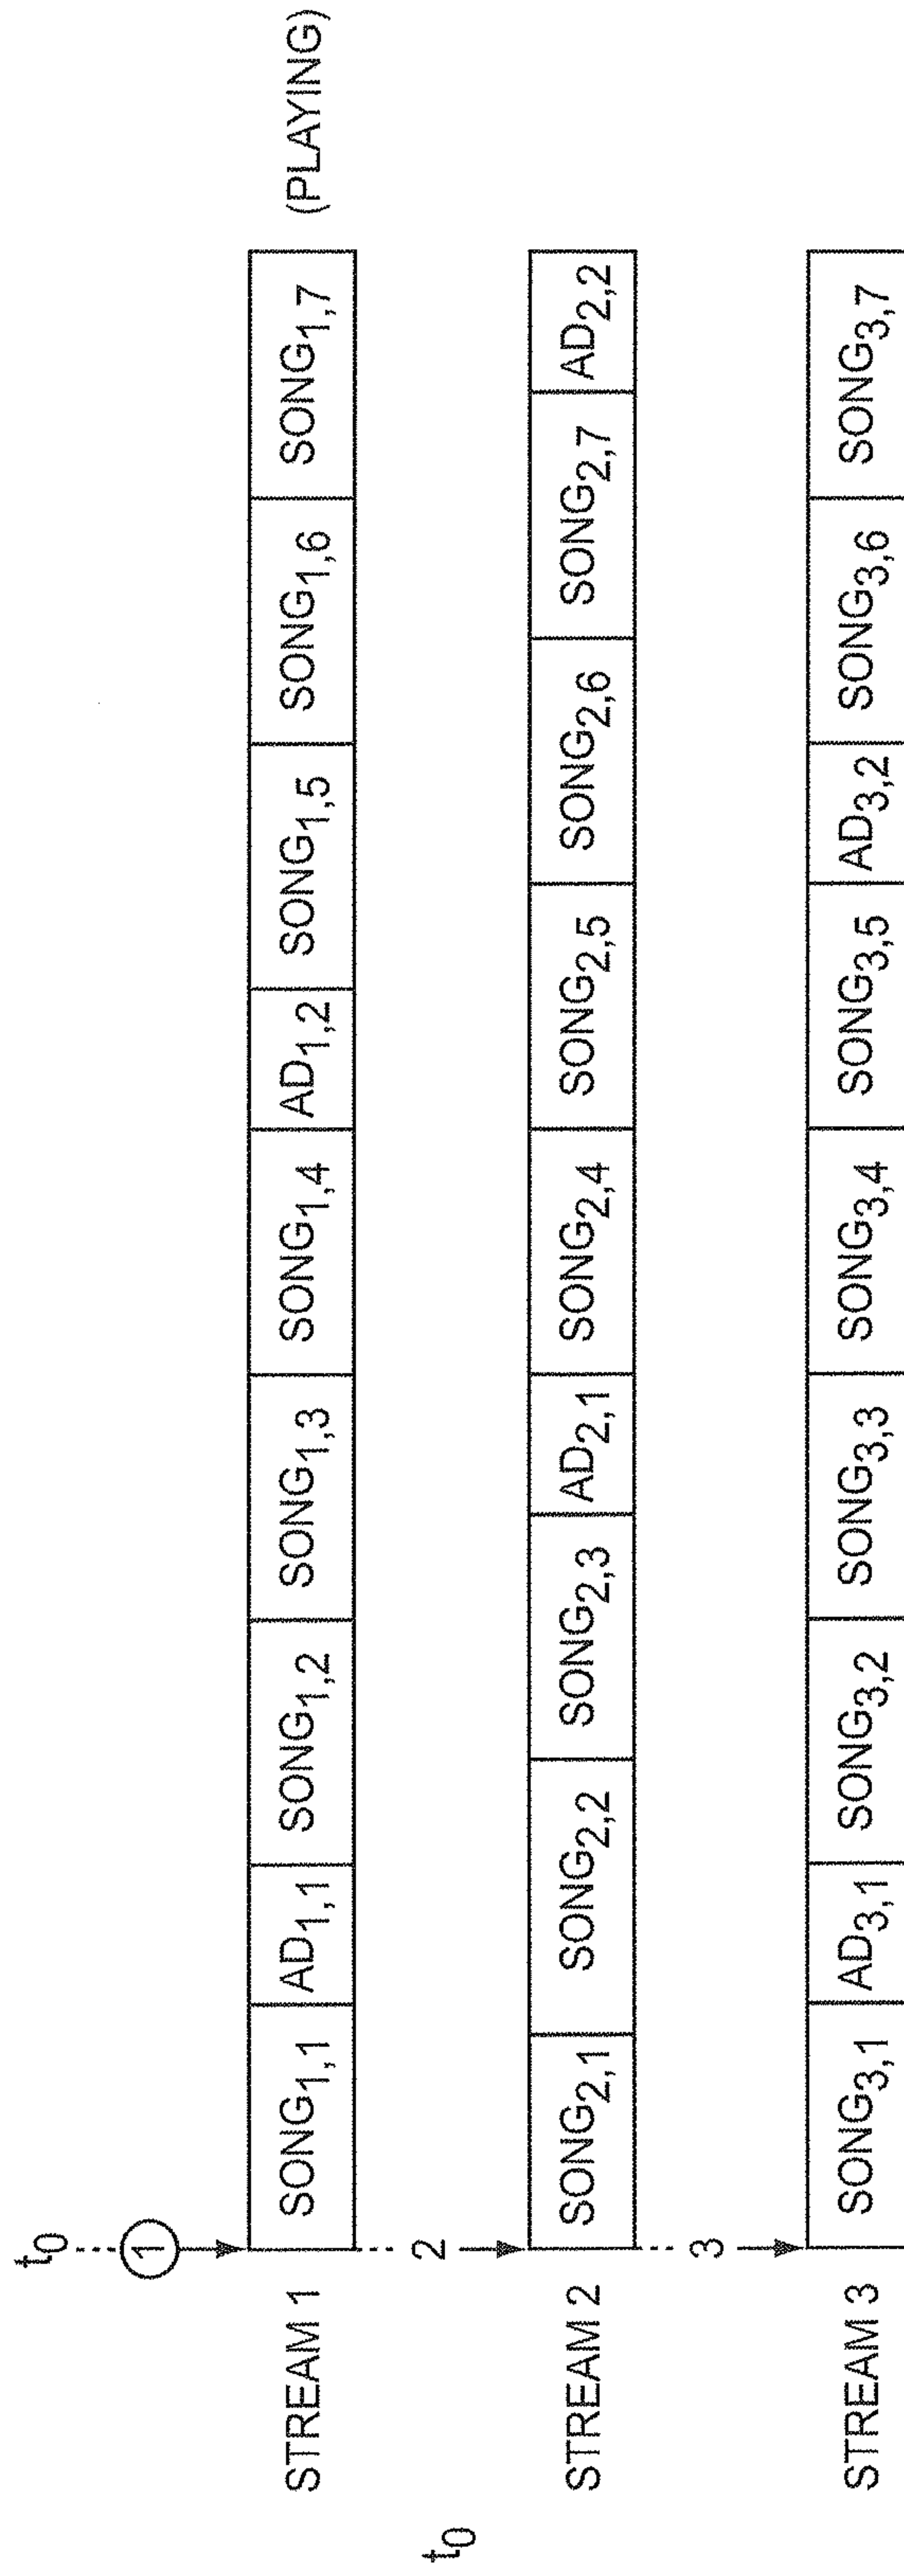 t₀
1
STREAM 1 SONG₁,₁ AD₁,₁ SONG₁,₂ SONG₁,₃ SONG₁,₄ AD₁,₂ SONG₁,₅ SONG₁,₆ SONG₁,₇ (PLAYING)
2
t₀
STREAM 2 SONG₂,₁ SONG₂,₂ SONG₂,₃ AD₂,₁ SONG₂,₄ SONG₂,₅ SONG₂,₆ SONG₂,₇ AD₂,₂
3
STREAM 3 SONG₃,₁ AD₃,₁ SONG₃,₂ SONG₃,₃ SONG₃,₄ SONG₃,₅ AD₃,₂ SONG₃,₆ SONG₃,₇